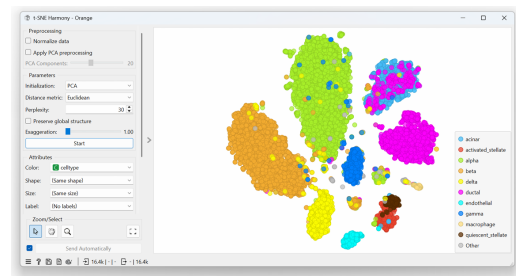 t-SNE Harmony - Orange
Preprocessing
Normalize data
Apply PCA preprocessing
PCA Components: 20
Parameters
Initialization: PCA
Distance metric: Euclidean
Perplexity: 30
Preserve global structure
Exaggeration: 1.00
Start
Attributes
Color: C celltype
Shape: (Same shape)
Size: (Same size)
Label: (No labels)
Zoom/Select
Send Automatically
16.4k | - | - 16.4k
acinar
activated_stellate
alpha
beta
delta
ductal
endothelial
gamma
macrophage
quiescent_stellate
Other